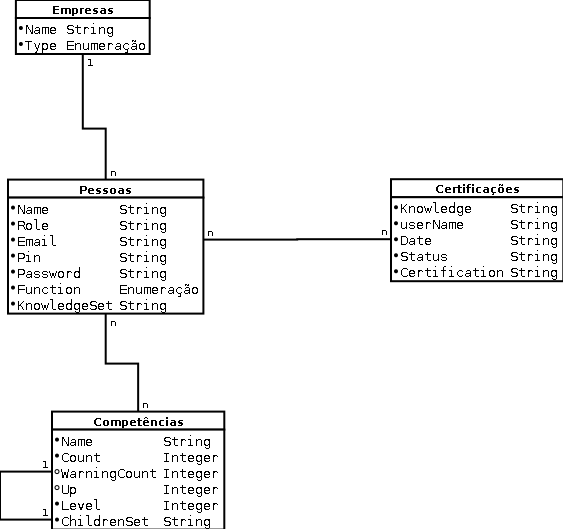 Empresas
Name String
Type Enumeração
1
n
Pessoas
Name String
Role String
Email String
Pin String
Password String
Function Enumeração
KnowledgeSet String
n
n
Certificações
Knowledge String
userName String
Date String
Status String
Certification String
n
n
Competências
Name String
Count Integer
WarningCount Integer
Up Integer
Level Integer
ChildrenSet String
1
1